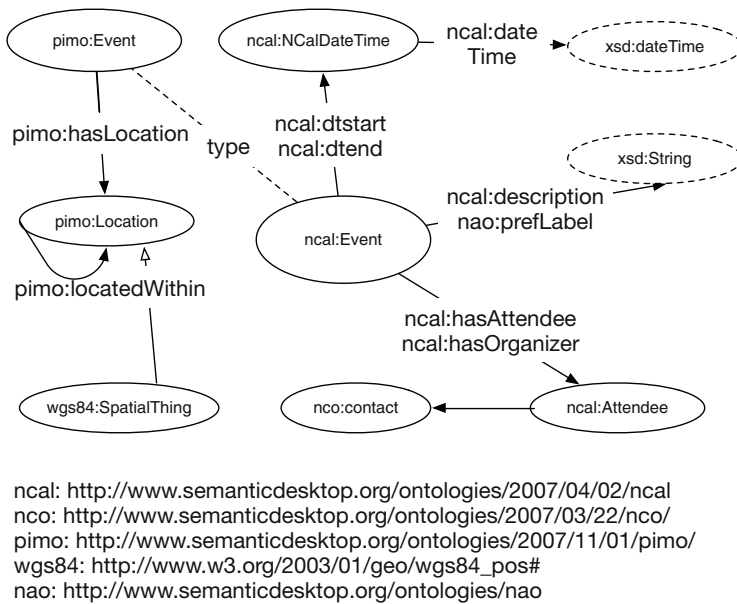 pimo:Event
ncal:NCalDateTime
ncal:date
Time
xsd:dateTime
pimo:hasLocation
type
ncal:dtstart
ncal:dtend
xsd:String
pimo:Location
ncal:Event
ncal:description
nao:prefLabel
pimo:locatedWithin
ncal:hasAttendee
ncal:hasOrganizer
wgs84:SpatialThing
nco:contact
ncal:Attendee
ncal: http://www.semanticdesktop.org/ontologies/2007/04/02/ncal
nco: http://www.semanticdesktop.org/ontologies/2007/03/22/nco/
pimo: http://www.semanticdesktop.org/ontologies/2007/11/01/pimo/
wgs84: http://www.w3.org/2003/01/geo/wgs84_pos#
nao: http://www.semanticdesktop.org/ontologies/nao